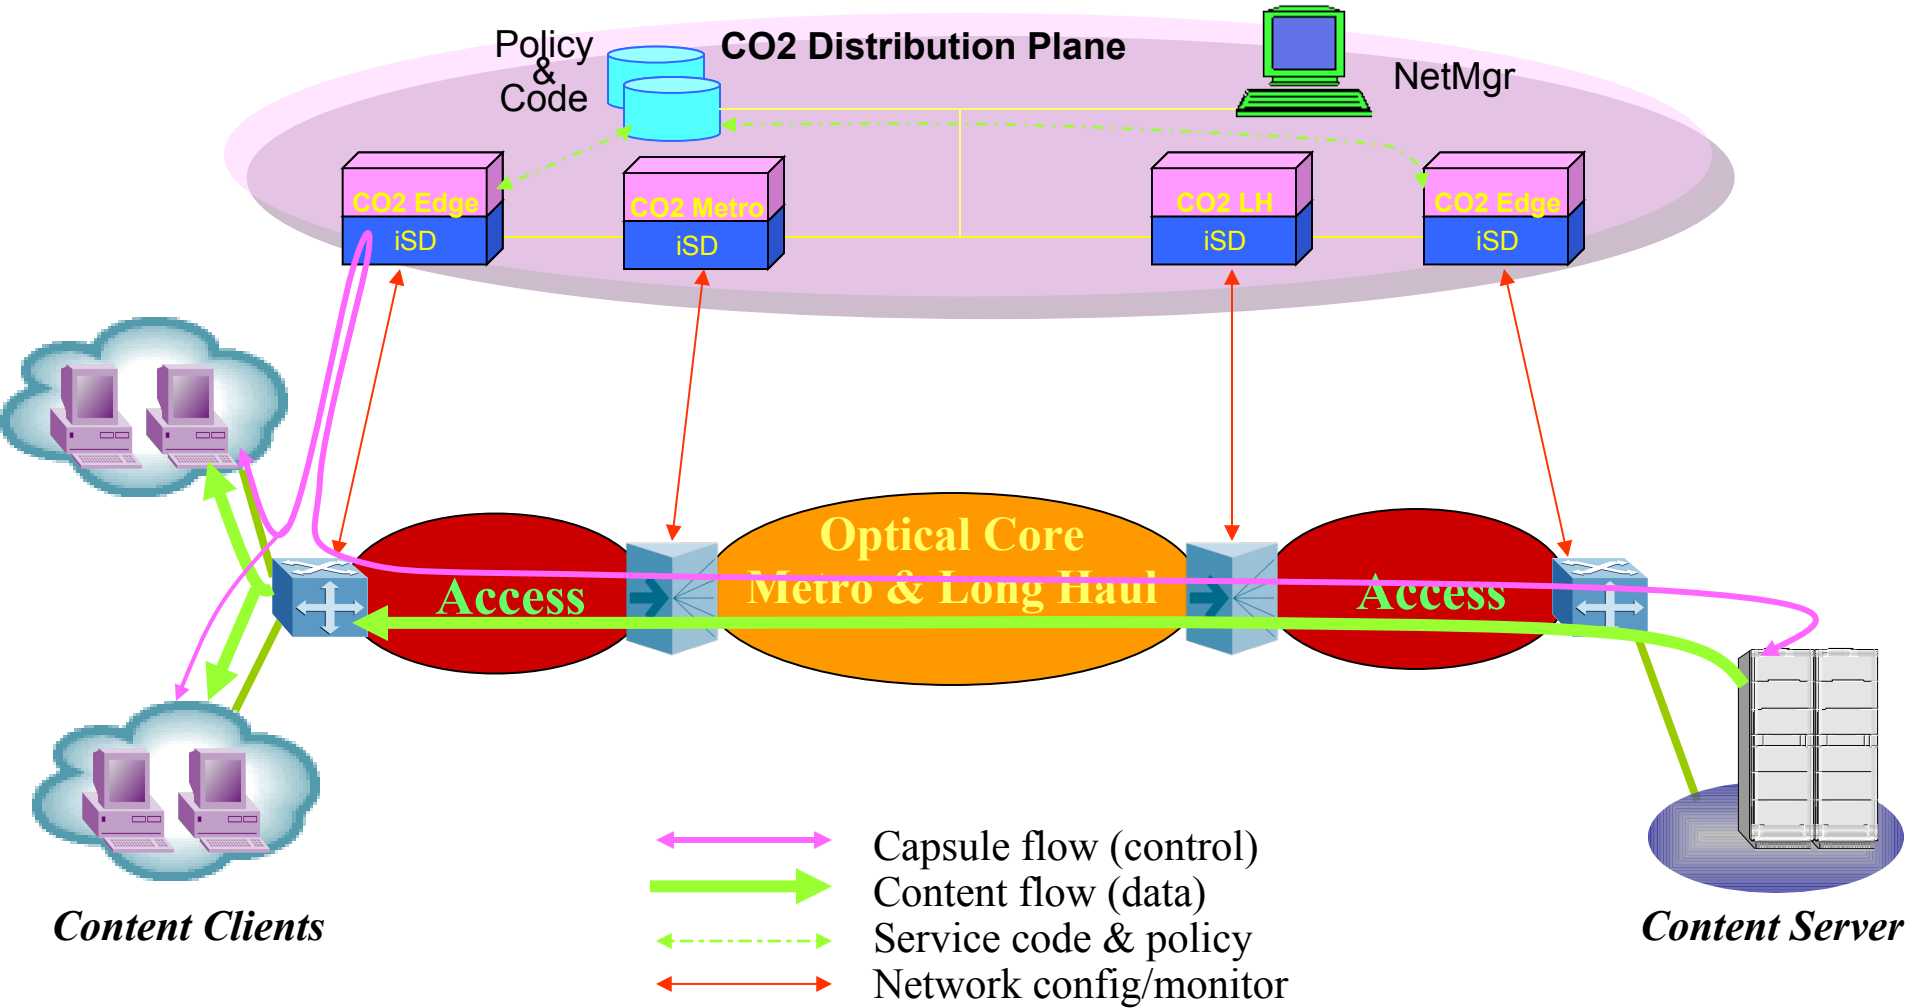 CO2 Distribution Plane
Policy
&
Code
NetMgr
CO2 Edge
iSD
CO2 Metro
iSD
CO2 LH
iSD
CO2 Edge
iSD
Optical Core
Metro & Long Haul
Access
Access
Content Clients
Content Server
Capsule flow (control)
Content flow (data)
Service code & policy
Network config/monitor